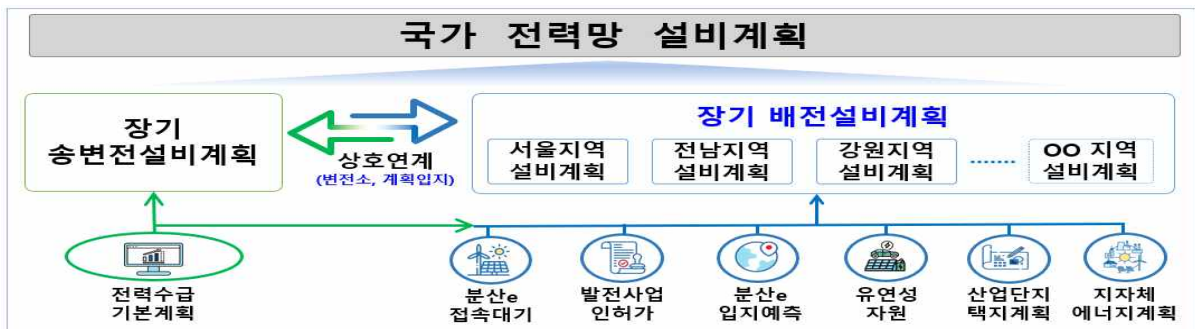 국가 전력망 설비계획
장기
송변전설비계획
상호연계
(변전소, 계획입지)
장기 배전설비계획
서울지역
설비계획
전남지역
설비계획
강원지역
설비계획
.......
OO 지역
설비계획
전력수급
기본계획
분산e
접속대기
발전사업
인허가
분산e
입지예측
유연성
자원
산업단지
택지계획
지자체
에너지계획